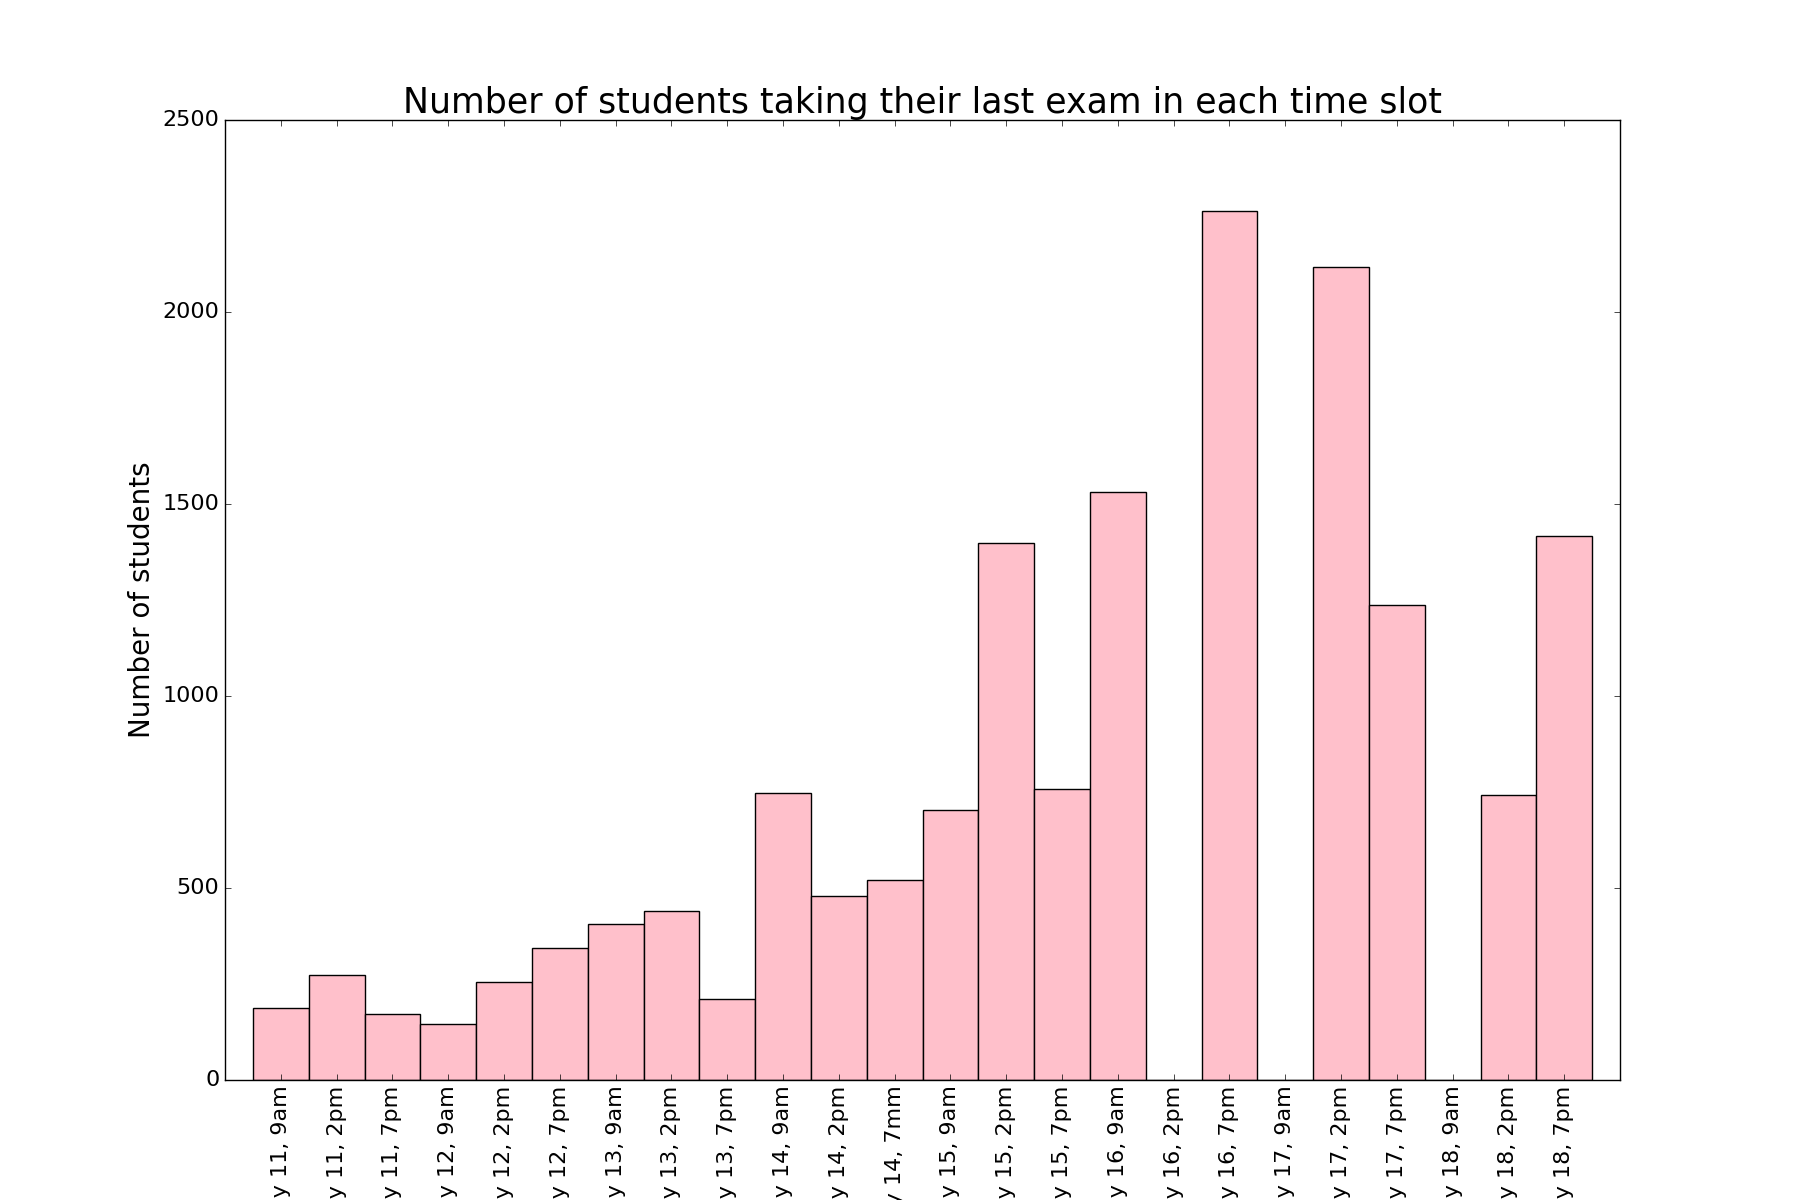 Number of students taking their last exam in each time slot
Number of students
2500
2000
1500
1000
500
0
y 11, 9am
y 11, 2pm
y 11, 7pm
y 12, 9am
y 12, 2pm
y 12, 7pm
y 13, 9am
y 13, 2pm
y 13, 7pm
y 14, 9am
y 14, 2pm
y 14, 7mm
y 15, 9am
y 15, 2pm
y 15, 7pm
y 16, 9am
y 16, 2pm
y 16, 7pm
y 17, 9am
y 17, 2pm
y 17, 7pm
y 18, 9am
y 18, 2pm
y 18, 7pm